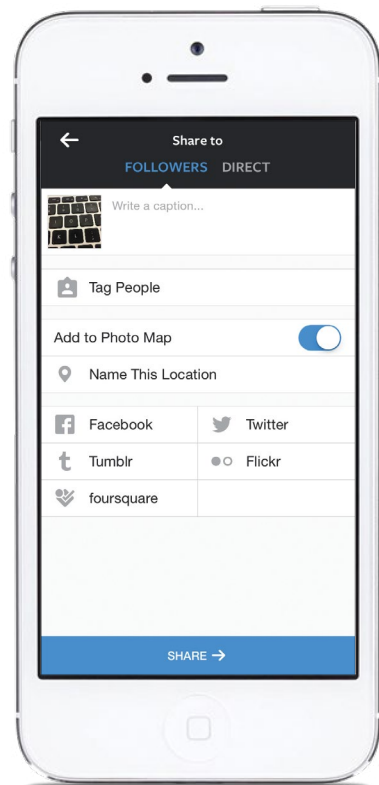 Share to
FOLLOWERS DIRECT
Write a caption...
Tag People
Add to Photo Map
Name This Location
Facebook Twitter
Tumblr Flickr
foursquare
SHARE